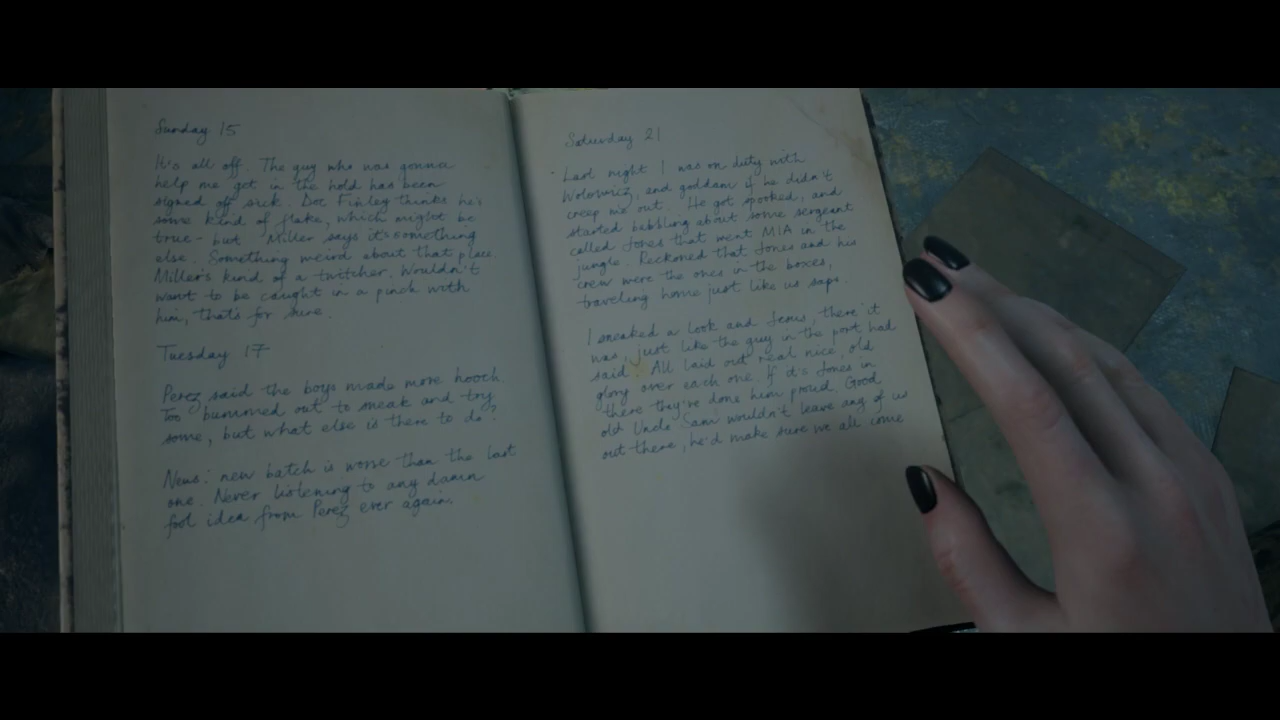 Sunday 15
It's all off. The guy who was gonna
help me get in the hold has been
signed off sick. Doc Finley thinks he's
some kind of flake, which might be
true - but Miller says it's something
else. Something weird about that place.
Miller's kind of a twitcher. Wouldn't
want to be caught in a pinch with
him, that's for sure.
Tuesday 17
Perez said the boys made more hooch.
Too bummed out to sneak and try
some, but what else is there to do?
News: new batch is worse than the last
one. Never listening to any damn
fool idea from Perez ever again.
Saturday 21
Last night I was on duty with
Wolowicz, and goddam if he didn't
creep me out. He got spooked, and
started babbling about some sergeant
called Jones that went MIA in the
jungle. Reckoned that Jones and his
crew were the ones in the boxes,
traveling home just like us saps.
I sneaked a look and Jesus, there it
was, just like the guy in the port had
said. All laid out real nice, old
glory over each one. If it's Jones in
there they've done him proud. Good
old Uncle Sam wouldn't leave any of us
out there, he'd make sure we all come